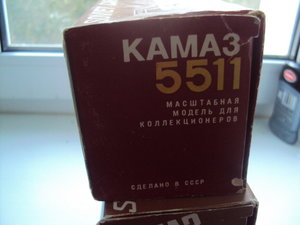 КАМАЗ
5511
МАСШТАБНАЯ
МОДЕЛЬ ДЛЯ
КОЛЛЕКЦИОНЕРОВ
СДЕЛАНО В СССР